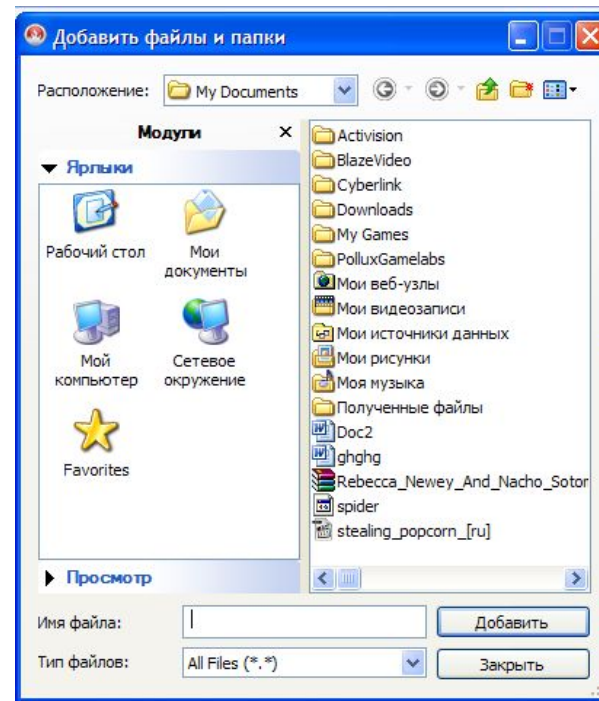 Добавить файлы и папки
Расположение:
My Documents
Модули
Ярлыки
Рабочий стол
Мои
документы
Мой
компьютер
Сетевое
окружение
Favorites
Просмотр
Activision
BlazeVideo
Cyberlink
Downloads
My Games
PolluxGamelabs
Мои веб-узлы
Мои видеозаписи
Мои источники данных
Мои рисунки
Моя музыка
Полученные файлы
Doc2
ghghg
Rebecca_Newey_And_Nacho_Sotor
spider
stealing_popcorn_[ru]
Имя файла:
Добавить
Тип файлов:
All Files (*.*)
Закрыть